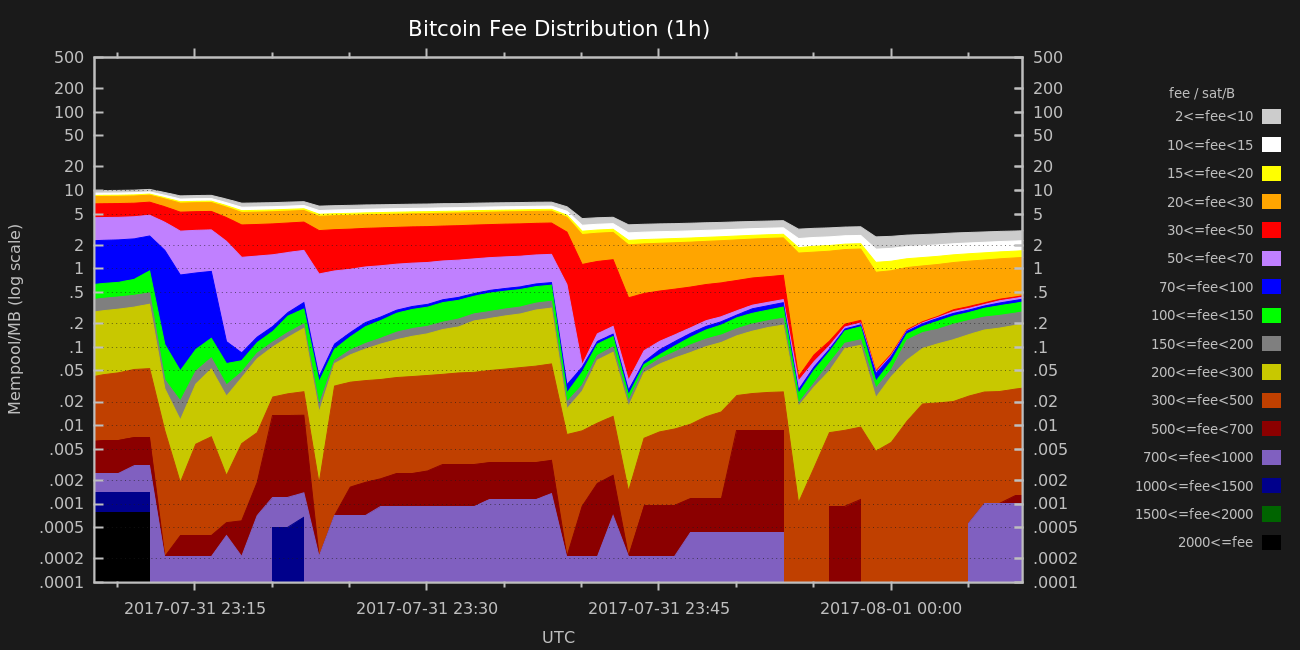 Bitcoin Fee Distribution (1h)
Mempool/MB (log scale)
500
200
100
50
20
10
5
2
1
.5
.2
.1
.05
.02
.01
.005
.002
.001
.0005
.0002
.0001
500
200
100
50
20
10
5
2
1
.5
.2
.1
.05
.02
.01
.005
.002
.001
.0005
.0002
.0001
2017-07-31 23:15
2017-07-31 23:30
2017-07-31 23:45
2017-08-01 00:00
UTC
fee / sat/B
2<=fee<10
10<=fee<15
15<=fee<20
20<=fee<30
30<=fee<50
50<=fee<70
70<=fee<100
100<=fee<150
150<=fee<200
200<=fee<300
300<=fee<500
500<=fee<700
700<=fee<1000
1000<=fee<1500
1500<=fee<2000
2000<=fee